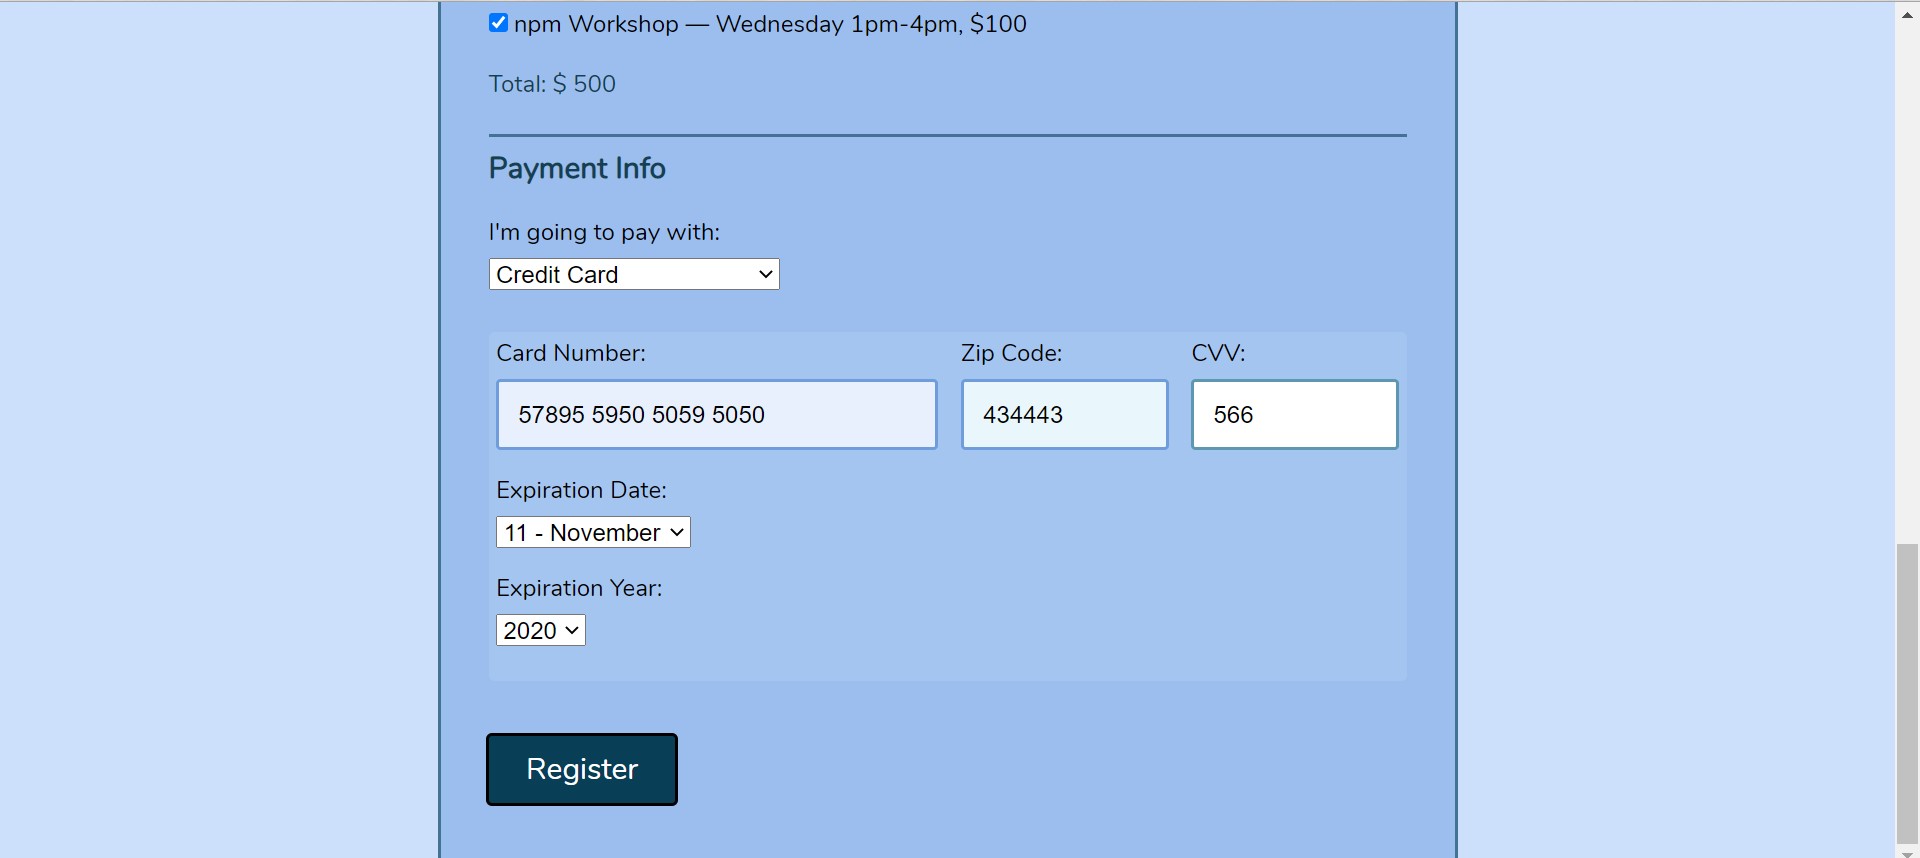 npm Workshop — Wednesday 1pm-4pm, $100
Total: $ 500
Payment Info
I'm going to pay with:
Credit Card
Card Number: Zip Code: CVV:
57895 5950 5059 5050 434443 566
Expiration Date:
11 - November
Expiration Year:
2020
Register